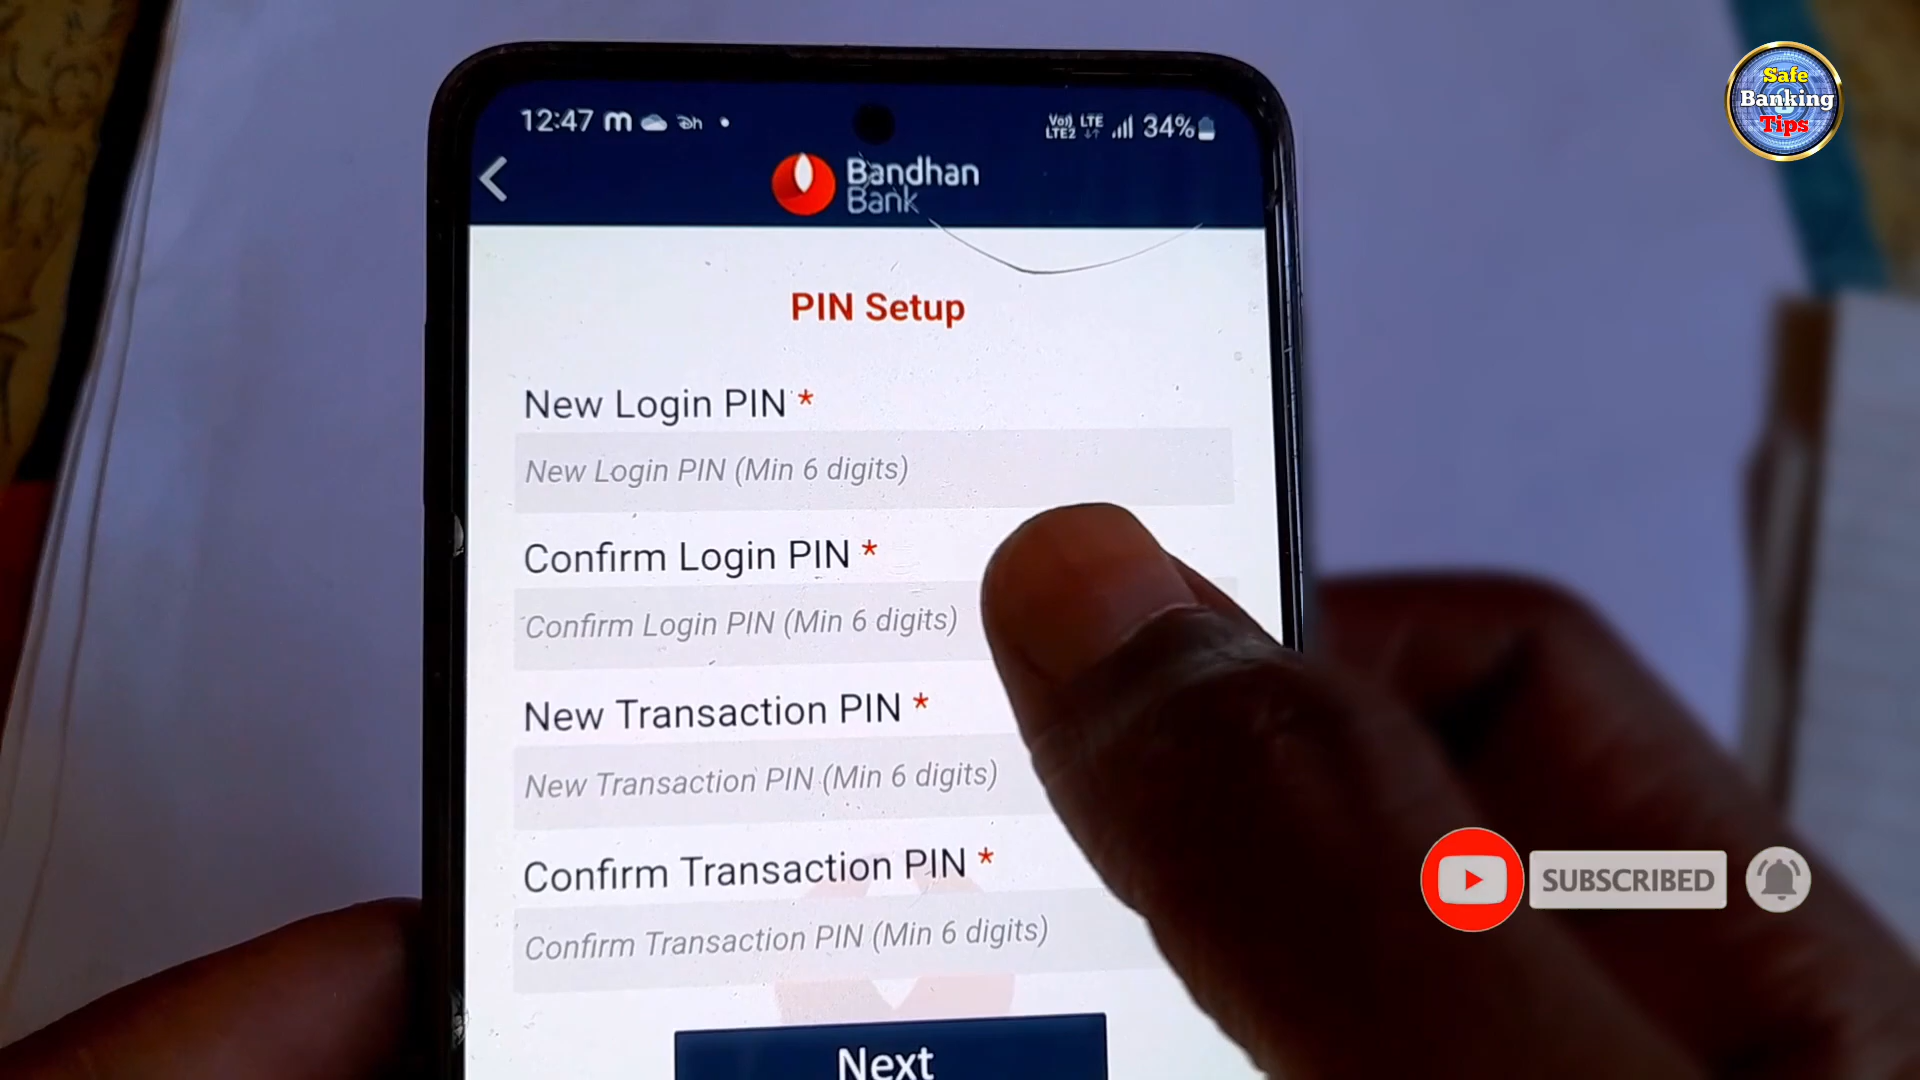 12:47 m
Vo)) LTE
LTE2
34%
Safe
Banking
Tips
Bandhan
Bank
PIN Setup
New Login PIN *
New Login PIN (Min 6 digits)
Confirm Login PIN *
Confirm Login PIN (Min 6 digits)
New Transaction PIN *
New Transaction PIN (Min 6 digits)
Confirm Transaction PIN *
Confirm Transaction PIN (Min 6 digits)
SUBSCRIBED
Next